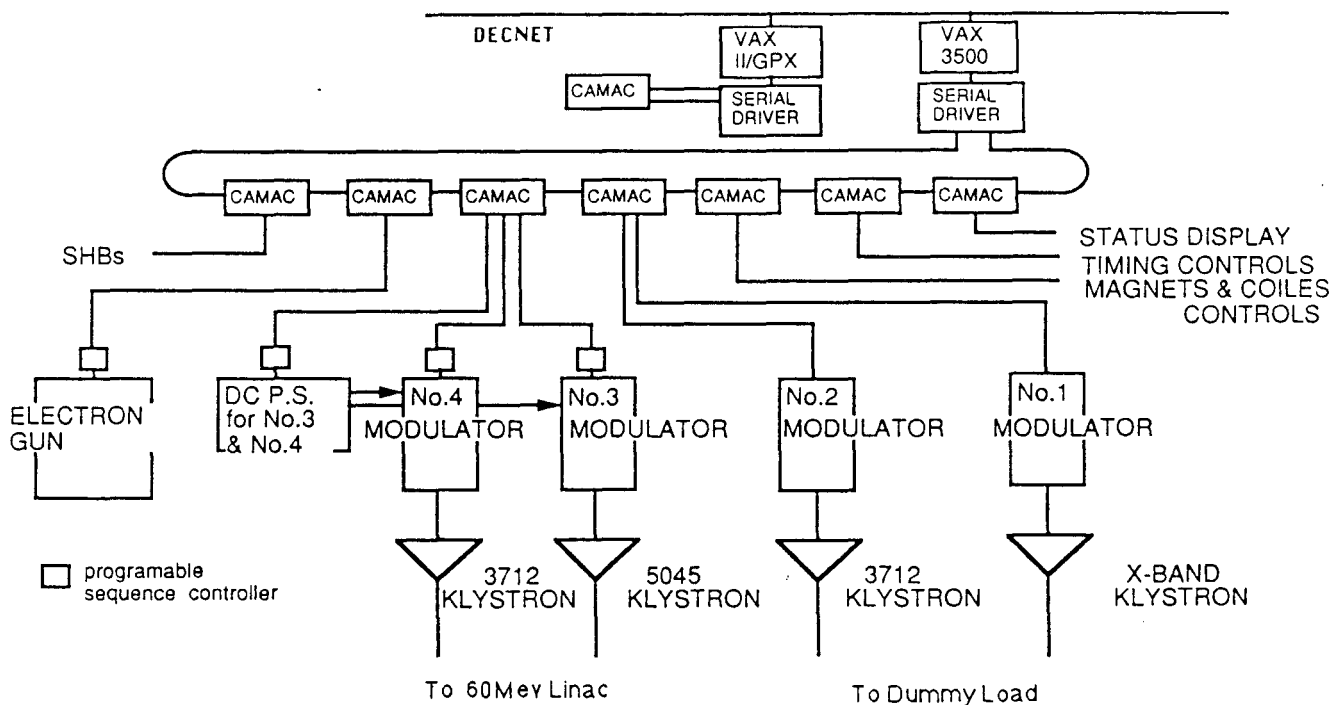 DECNET
VAX
II/GPX
VAX
3500
CAMAC
SERIAL
DRIVER
SERIAL
DRIVER
CAMAC
CAMAC
CAMAC
CAMAC
CAMAC
CAMAC
CAMAC
SHBs
STATUS DISPLAY
TIMING CONTROLS
MAGNETS & COILES
CONTROLS
ELECTRON
GUN
DC P.S.
for No.3
& No.4
No.4
MODULATOR
No.3
MODULATOR
No.2
MODULATOR
No.1
MODULATOR
programable
sequence controller
3712
KLYSTRON
5045
KLYSTRON
3712
KLYSTRON
X-BAND
KLYSTRON
To 60Mev Linac
To Dummy Load